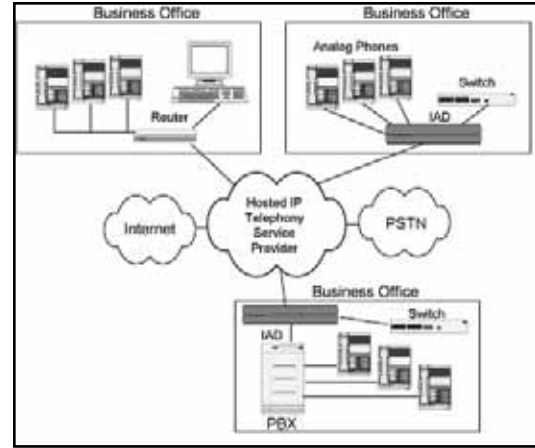 Business Office
Router
Business Office
Analog Phones
Switch
IAD
Hosted IP
Telephony
Service
Provider
Internet
PSTN
Business Office
Switch
IAD
PBX